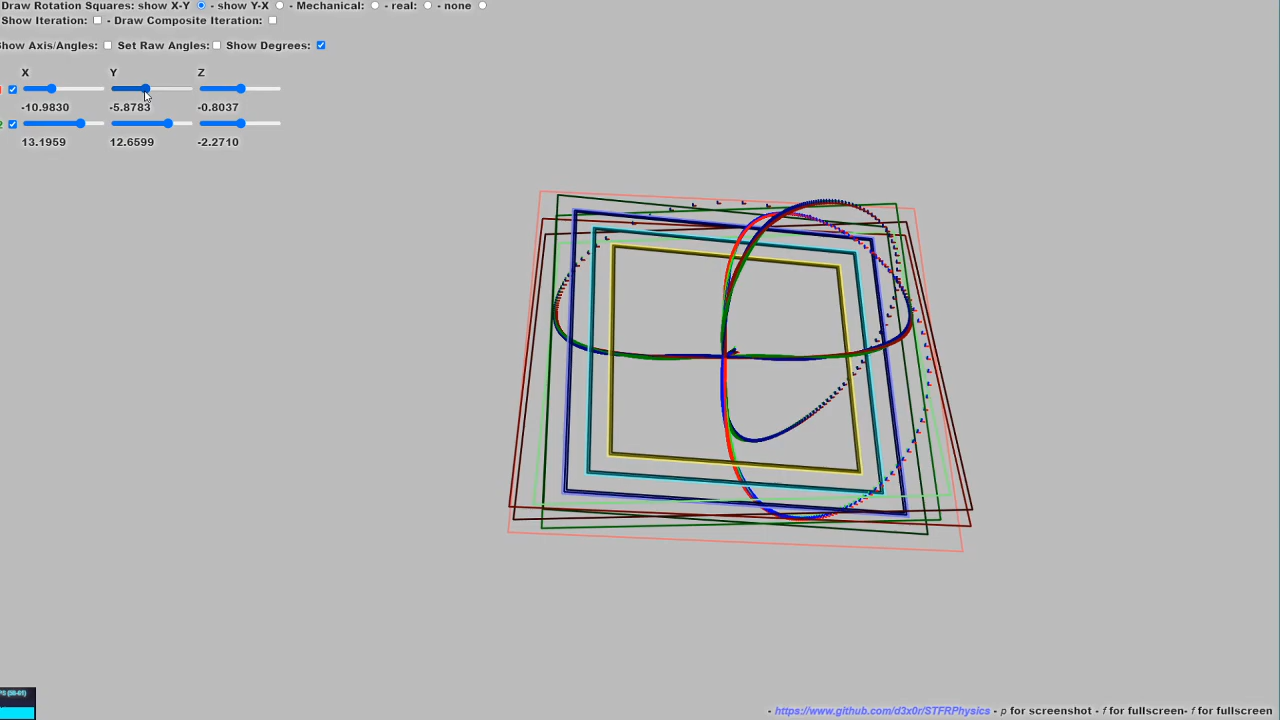 Draw Rotation Squares: show X-Y - show Y-X - Mechanical: - real: - none
Show Iteration: - Draw Composite Iteration:
Show Axis/Angles: Set Raw Angles: Show Degrees:
X Y Z
-10.9830 -5.8783 -0.8037
13.1959 12.6599 -2.2710
- https://www.github.com/d3x0r/STFRPhysics - p for screenshot - f for fullscreen- f for fullscreen